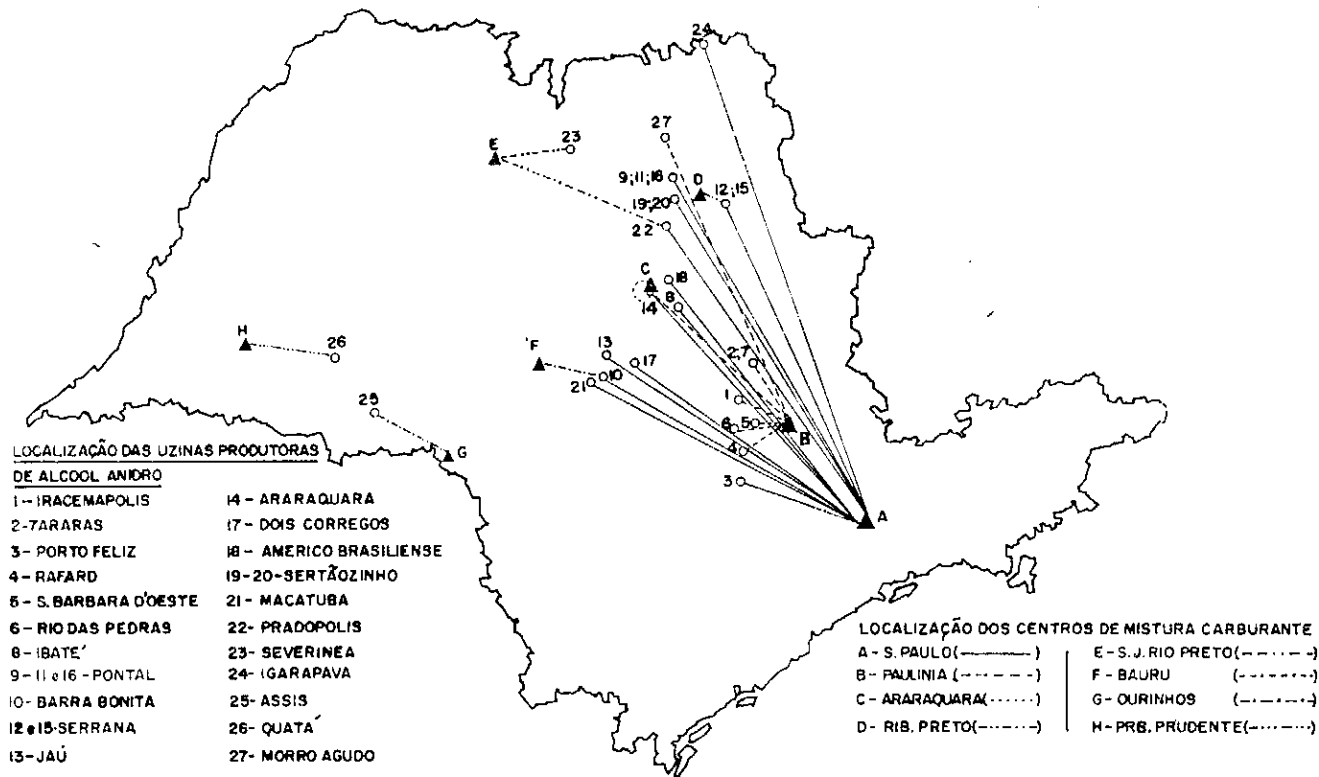 24
27
E
23
9;11;16
D
12;15
19;20
22
C
18
8
14
H
26
F
13
17
2;7
10
21
1
25
6
5
B
4
G
3
A
LOCALIZAÇÃO DAS UZINAS PRODUTORAS
DE ALCOOL ANIDRO
1- IRACEMAPOLIS
2-7ARARAS
3- PORTO FELIZ
4- RAFARD
5- S. BARBARA D'OESTE
6- RIO DAS PEDRAS
8- IBATÉ
9- 11 e 16 - PONTAL
10- BARRA BONITA
12 e 15-SERRANA
13-JAÚ
14- ARARAQUARA
17- DOIS CORREGOS
18- AMERICO BRASILIENSE
19-20-SERTÃOZINHO
21- MACATUBA
22- PRADOPOLIS
23- SEVERINEA
24- IGARAPAVA
25- ASSIS
26- QUATÁ
27- MORRO AGUDO
LOCALIZAÇÃO DOS CENTROS DE MISTURA CARBURANTE
A - S. PAULO (———)
B - PAULINIA (-----)
C - ARARAQUARA (......)
D - RIB. PRETO (—·—·—)
E - S.J. RIO PRETO (—··—··—)
F - BAURU (—···—)
G - OURINHOS (—·—·—)
H - PRB. PRUDENTE (—···—)